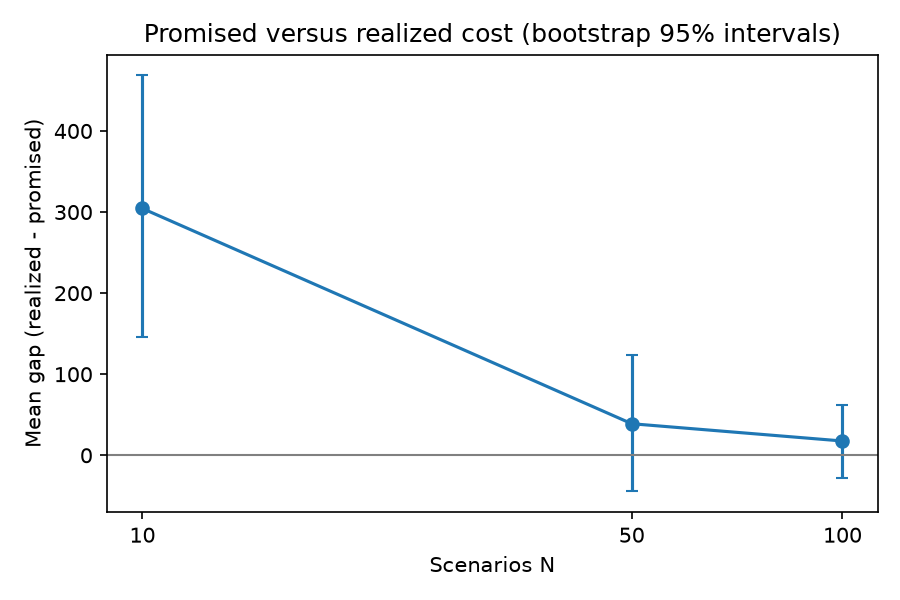 Promised versus realized cost (bootstrap 95% intervals)
Mean gap (realized - promised)
400
300
200
100
0
10
50
100
Scenarios N